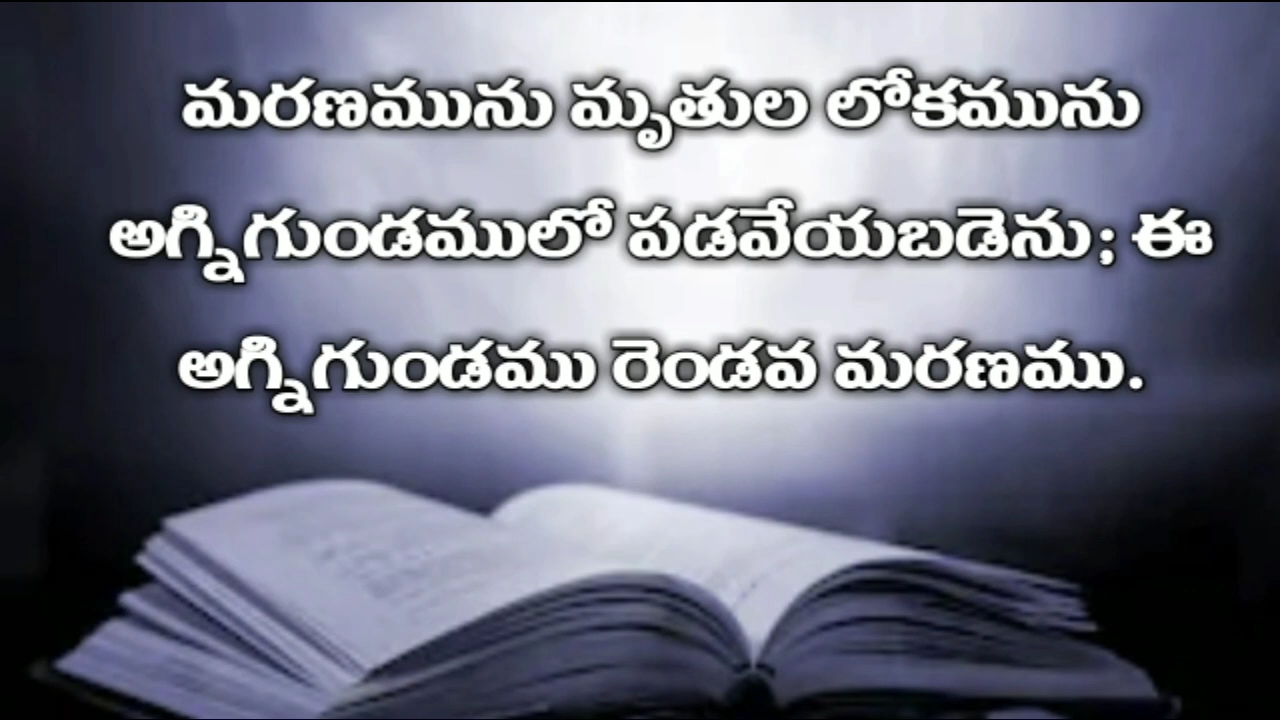 మరణమును మృతుల లోకమును
అగ్నిగుండములో పడవేయబడెను; ఈ
అగ్నిగుండము రెండవ మరణము.